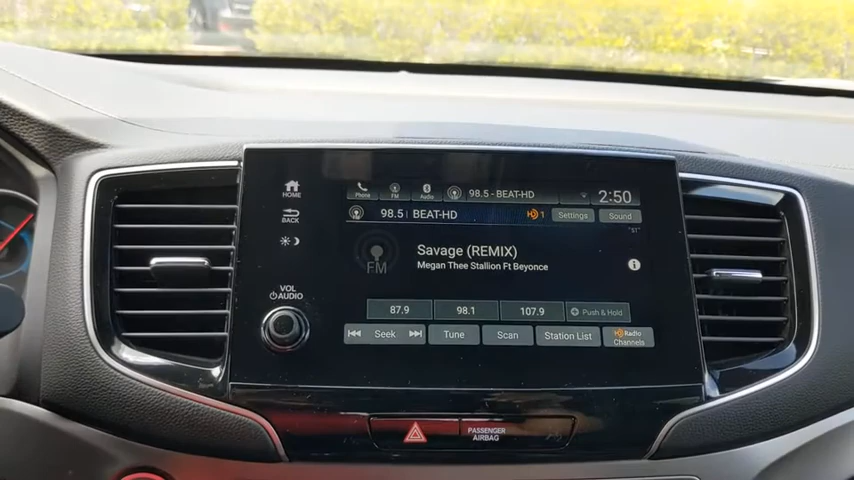 HOME
Phone FM Audio 98.5 - BEAT-HD 2:50
BACK
98.5 | BEAT-HD HD 1 Settings Sound
"ST"
FM
Savage (REMIX)
Megan Thee Stallion Ft Beyonce
VOL
AUDIO
87.9 98.1 107.9 Push & Hold
Seek Tune Scan Station List HD Radio
Channels
PASSENGER
AIRBAG